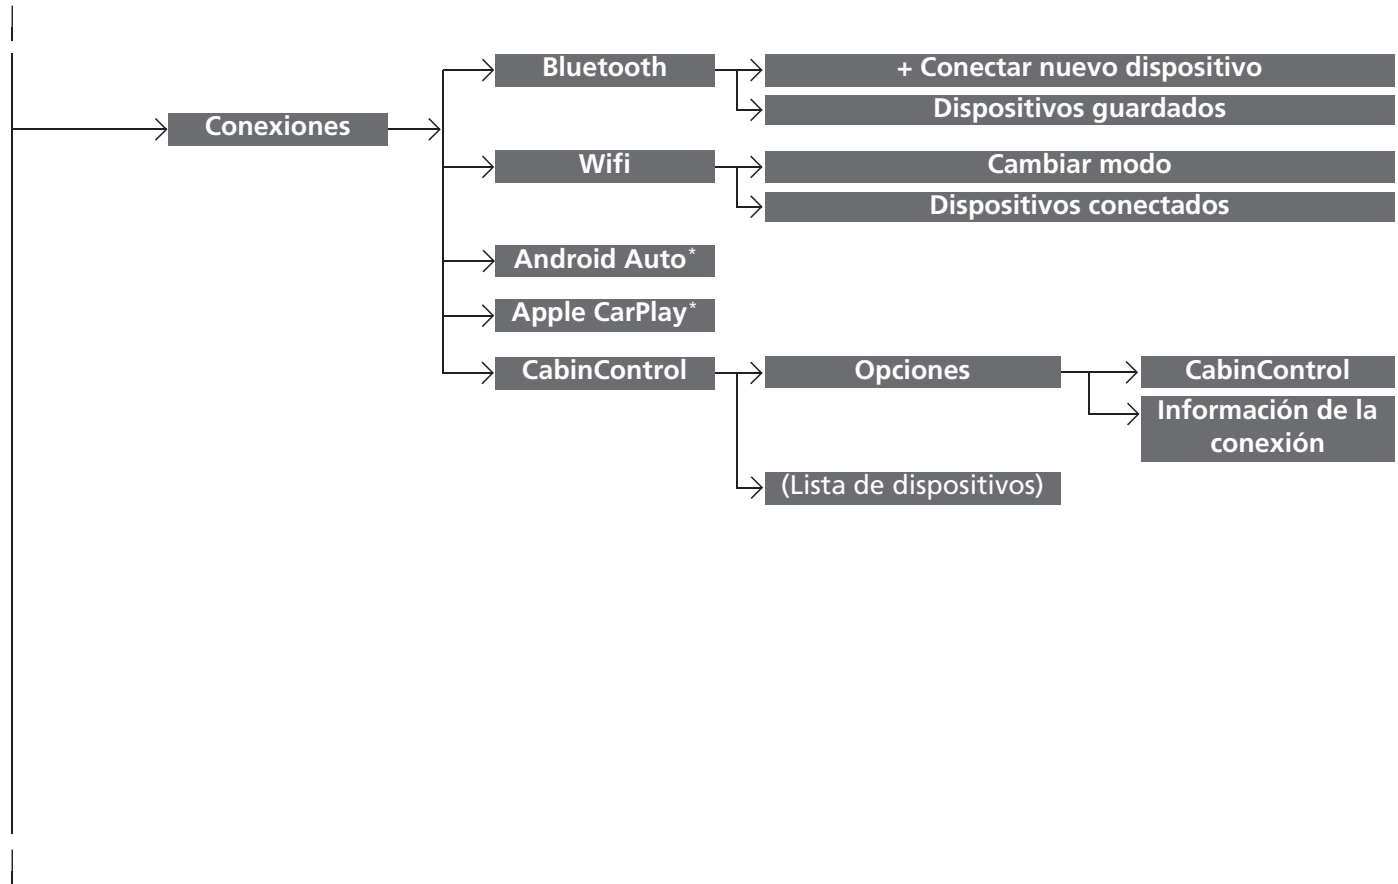 Conexiones
Bluetooth
+ Conectar nuevo dispositivo
Dispositivos guardados
Wifi
Cambiar modo
Dispositivos conectados
Android Auto*
Apple CarPlay*
CabinControl
Opciones
CabinControl
Información de la
conexión
(Lista de dispositivos)